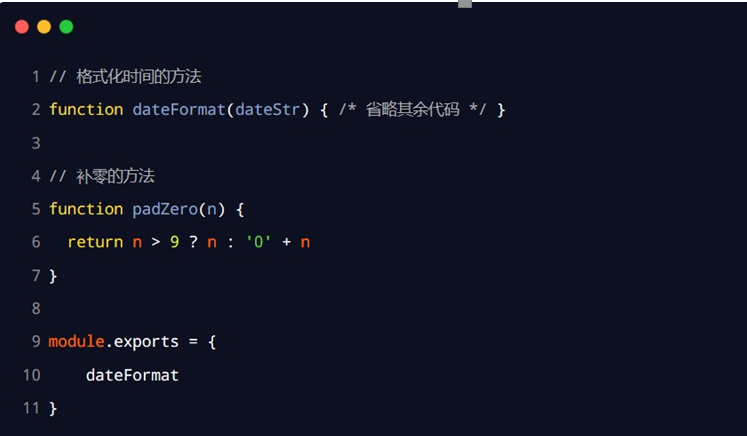 1 // 格式化时间的方法
2 function dateFormat(dateStr) { /* 省略其余代码 */ }
3
4 // 补零的方法
5 function padZero(n) {
6   return n > 9 ? n : '0' + n
7 }
8
9 module.exports = {
10     dateFormat
11 }